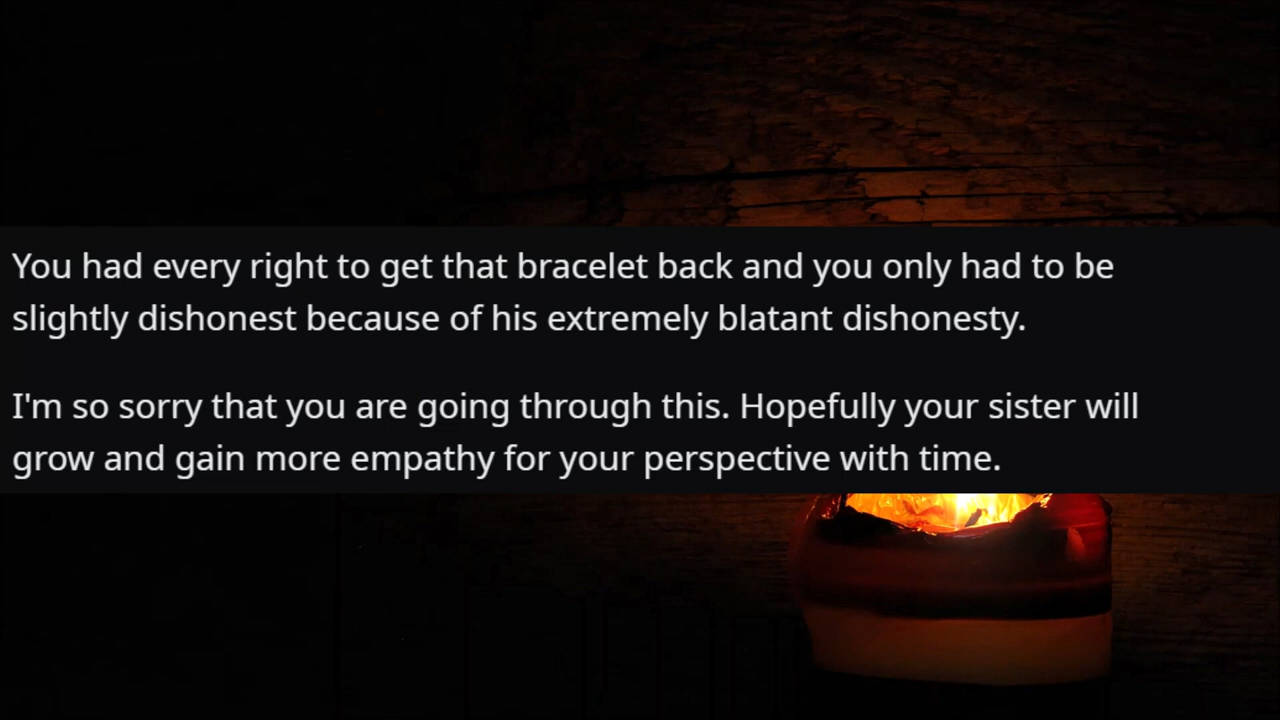 You had every right to get that bracelet back and you only had to be
slightly dishonest because of his extremely blatant dishonesty.
I'm so sorry that you are going through this. Hopefully your sister will
grow and gain more empathy for your perspective with time.